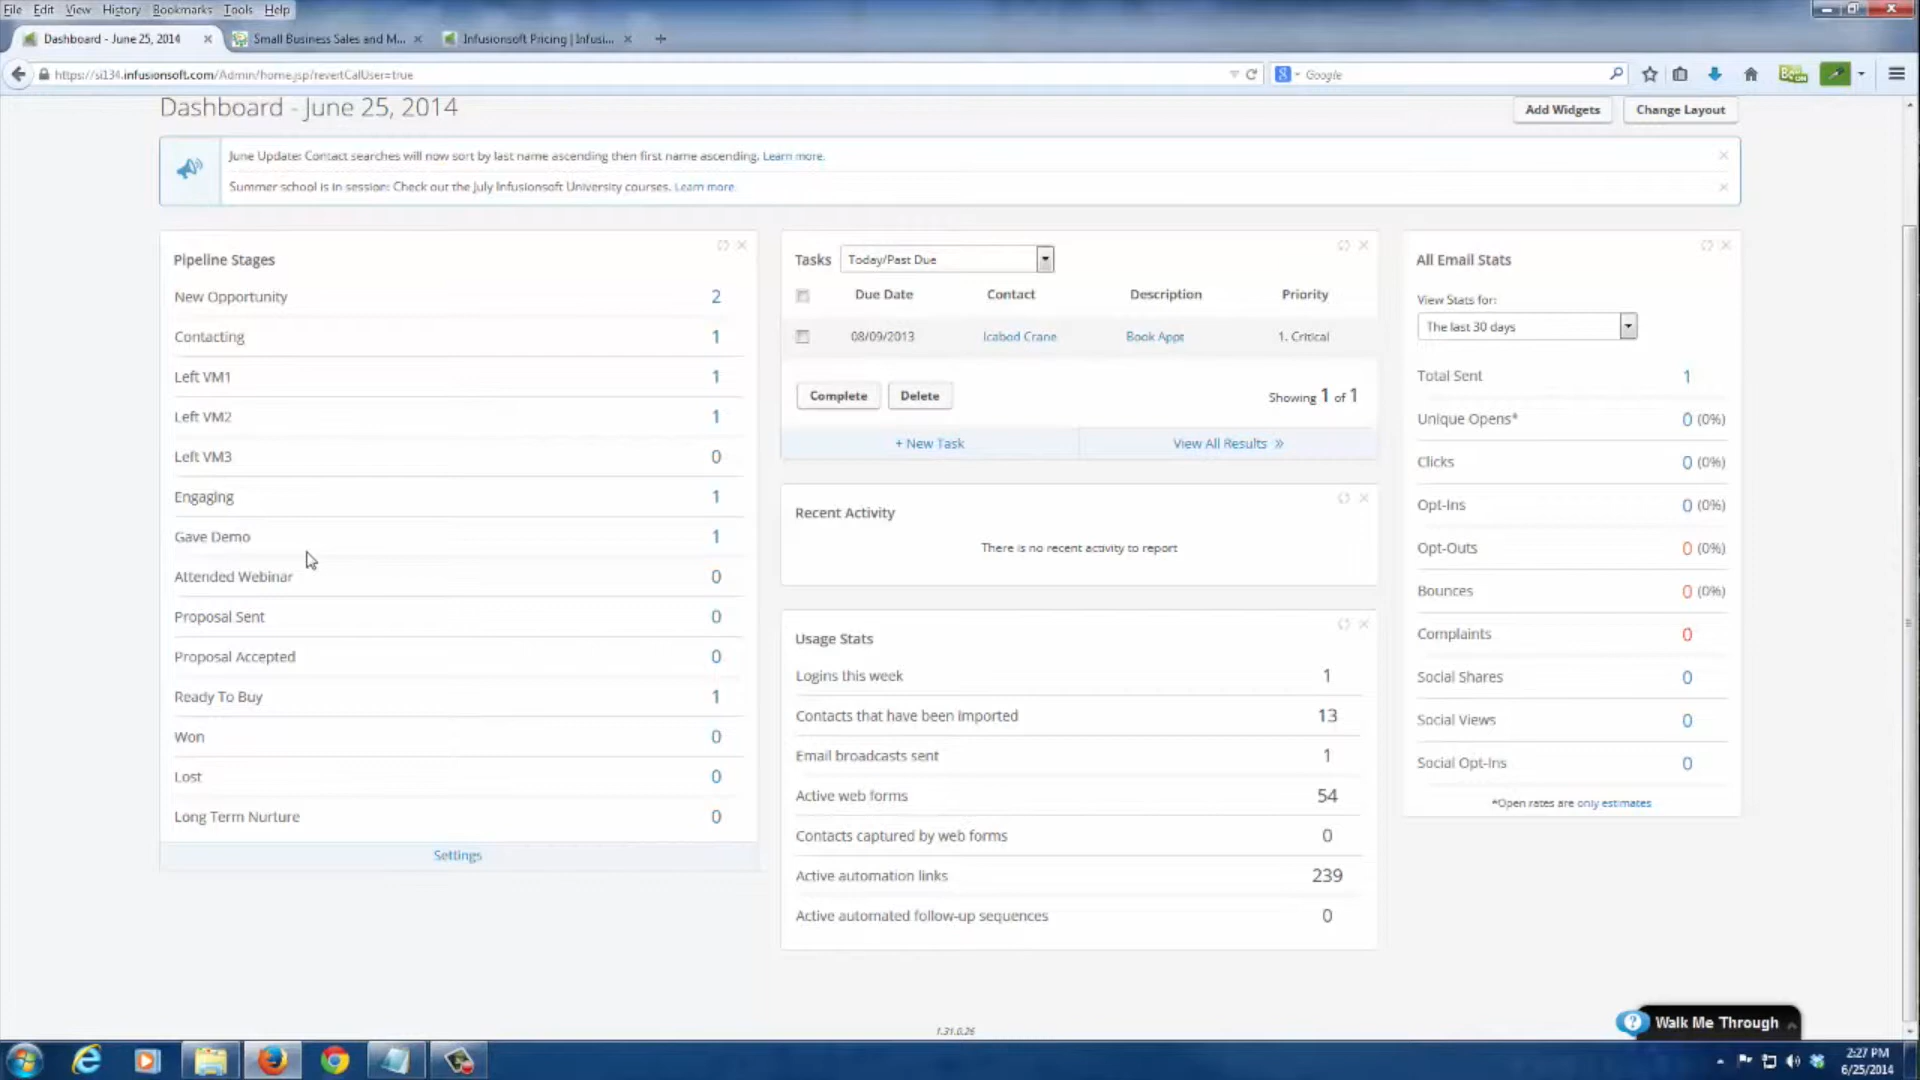 File Edit View History Bookmarks Tools Help
Dashboard - June 25, 2014
Small Business Sales and M...
Infusionsoft Pricing | Infusi...
https://si134.infusionsoft.com/Admin/home.jsp?revertCalUser=true
Google
Dashboard - June 25, 2014
Add Widgets
Change Layout
June Update: Contact searches will now sort by last name ascending then first name ascending. Learn more.
Summer school is in session: Check out the July Infusionsoft University courses. Learn more.
Pipeline Stages
New Opportunity 2
Contacting 1
Left VM1 1
Left VM2 1
Left VM3 0
Engaging 1
Gave Demo 1
Attended Webinar 0
Proposal Sent 0
Proposal Accepted 0
Ready To Buy 1
Won 0
Lost 0
Long Term Nurture 0
Settings
Tasks Today/Past Due
Due Date Contact Description Priority
08/09/2013 Icabod Crane Book Appt 1. Critical
Complete Delete Showing 1 of 1
+ New Task View All Results »
Recent Activity
There is no recent activity to report
Usage Stats
Logins this week 1
Contacts that have been imported 13
Email broadcasts sent 1
Active web forms 54
Contacts captured by web forms 0
Active automation links 239
Active automated follow-up sequences 0
All Email Stats
View Stats for:
The last 30 days
Total Sent 1
Unique Opens* 0 (0%)
Clicks 0 (0%)
Opt-Ins 0 (0%)
Opt-Outs 0 (0%)
Bounces 0 (0%)
Complaints 0
Social Shares 0
Social Views 0
Social Opt-Ins 0
*Open rates are only estimates
1.31.0.26
Walk Me Through
2:27 PM
6/25/2014